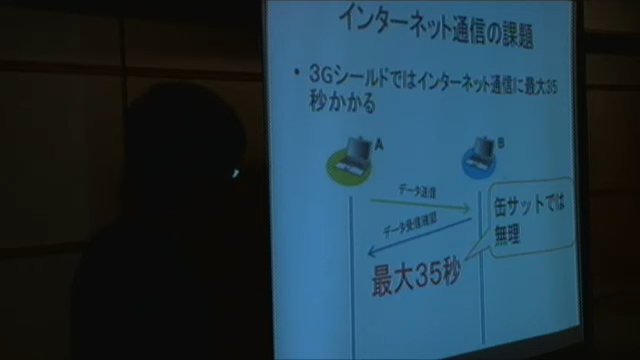 インターネット通信の課題
• 3Gシールドではインターネット通信に最大35
秒かかる
A
B
データ送信
データ受信確認
缶サットでは
無理
最大35秒